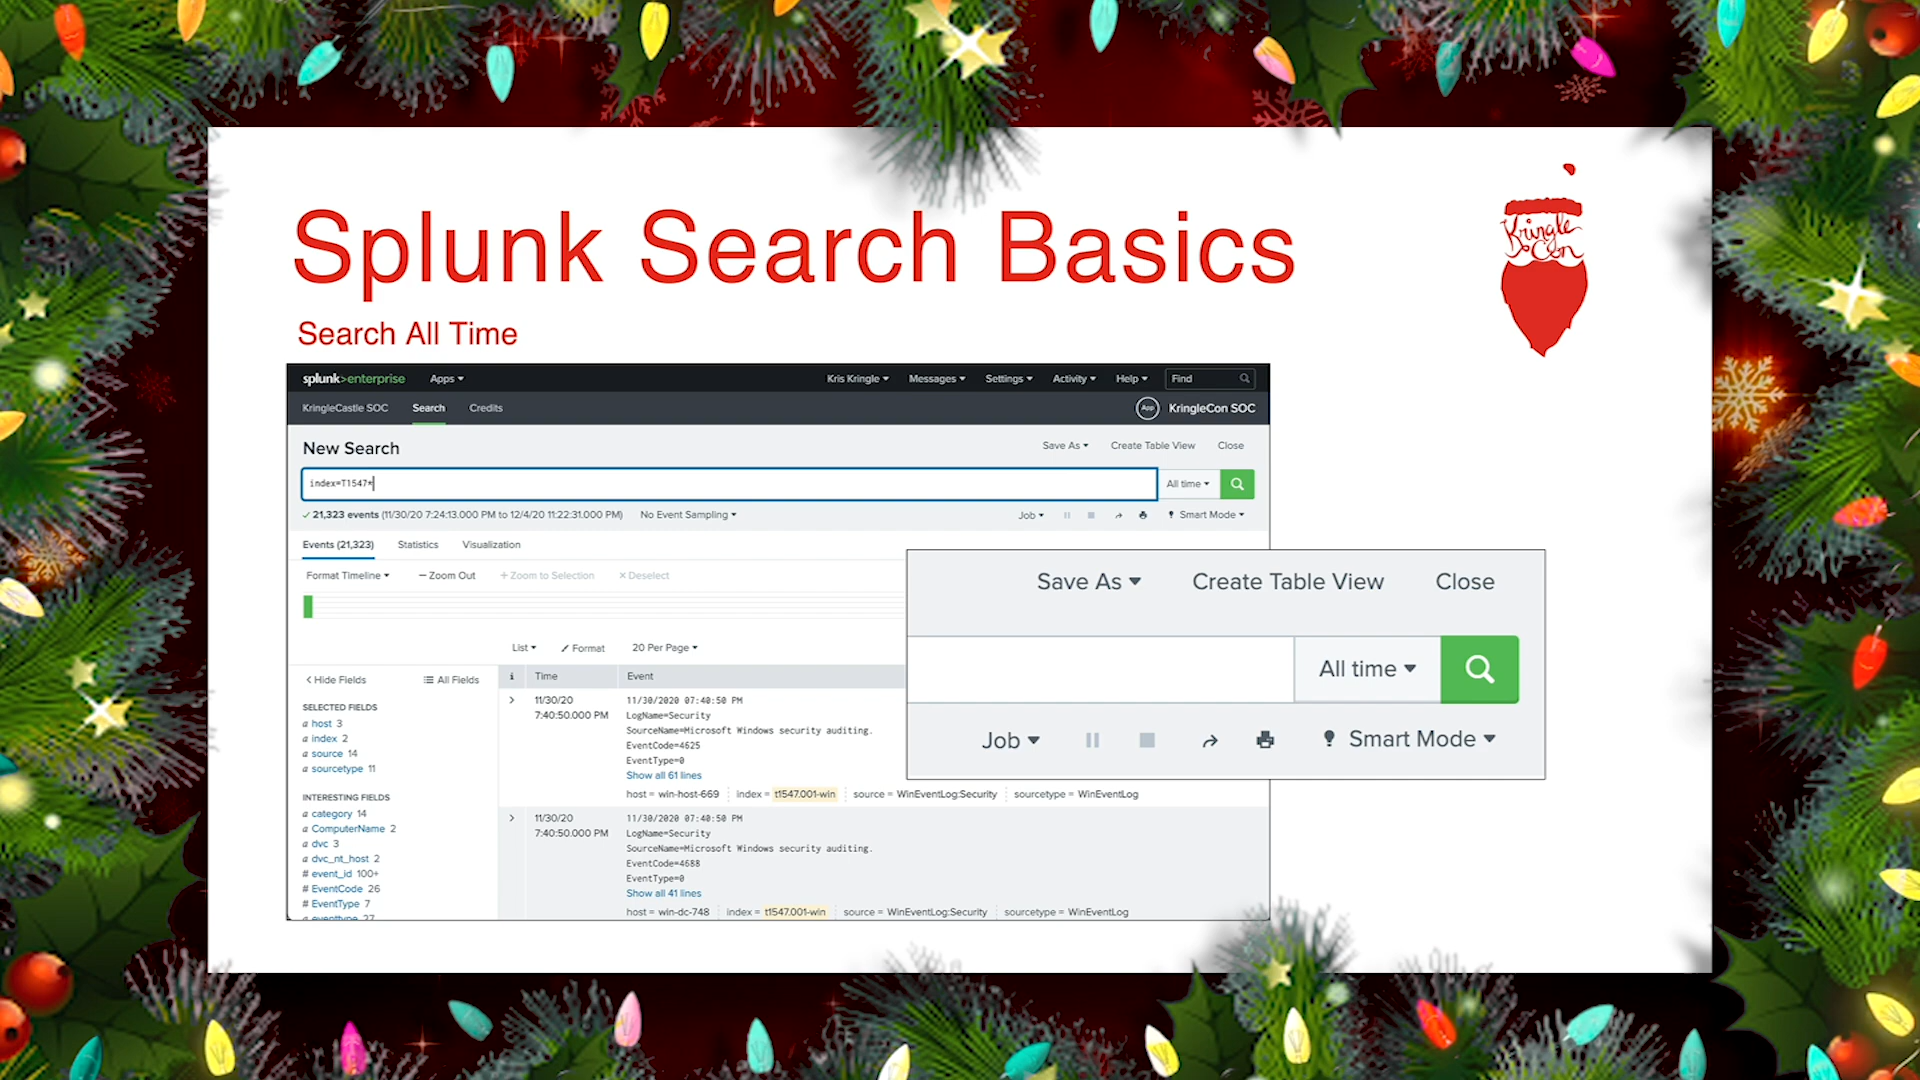 Splunk Search Basics
Kringle
Con
Search All Time
splunk>enterprise Apps Kris Kringle Messages Settings Activity Help Find
KringleCastle SOC Search Credits App KringleCon SOC
New Search Save As Create Table View Close
index=T1547* All time
✓ 21,323 events (11/30/20 7:24:13.000 PM to 12/4/20 11:22:31.000 PM) No Event Sampling Job Smart Mode
Events (21,323) Statistics Visualization
Format Timeline — Zoom Out + Zoom to Selection × Deselect
Save As Create Table View Close
All time
Job Smart Mode
List Format 20 Per Page
< Hide Fields All Fields
i Time Event
SELECTED FIELDS
a host 3
a index 2
a source 14
a sourcetype 11
INTERESTING FIELDS
a category 14
a ComputerName 2
a dvc 3
a dvc_nt_host 2
# event_id 100+
# EventCode 26
# EventType 7
a eventtype 27
> 11/30/20 11/30/2020 07:40:50 PM
7:40:50.000 PM LogName=Security
SourceName=Microsoft Windows security auditing.
EventCode=4625
EventType=0
Show all 61 lines
host = win-host-669 index = t1547.001-win source = WinEventLog:Security sourcetype = WinEventLog
> 11/30/20 11/30/2020 07:40:50 PM
7:40:50.000 PM LogName=Security
SourceName=Microsoft Windows security auditing.
EventCode=4688
EventType=0
Show all 41 lines
host = win-dc-748 index = t1547.001-win source = WinEventLog:Security sourcetype = WinEventLog